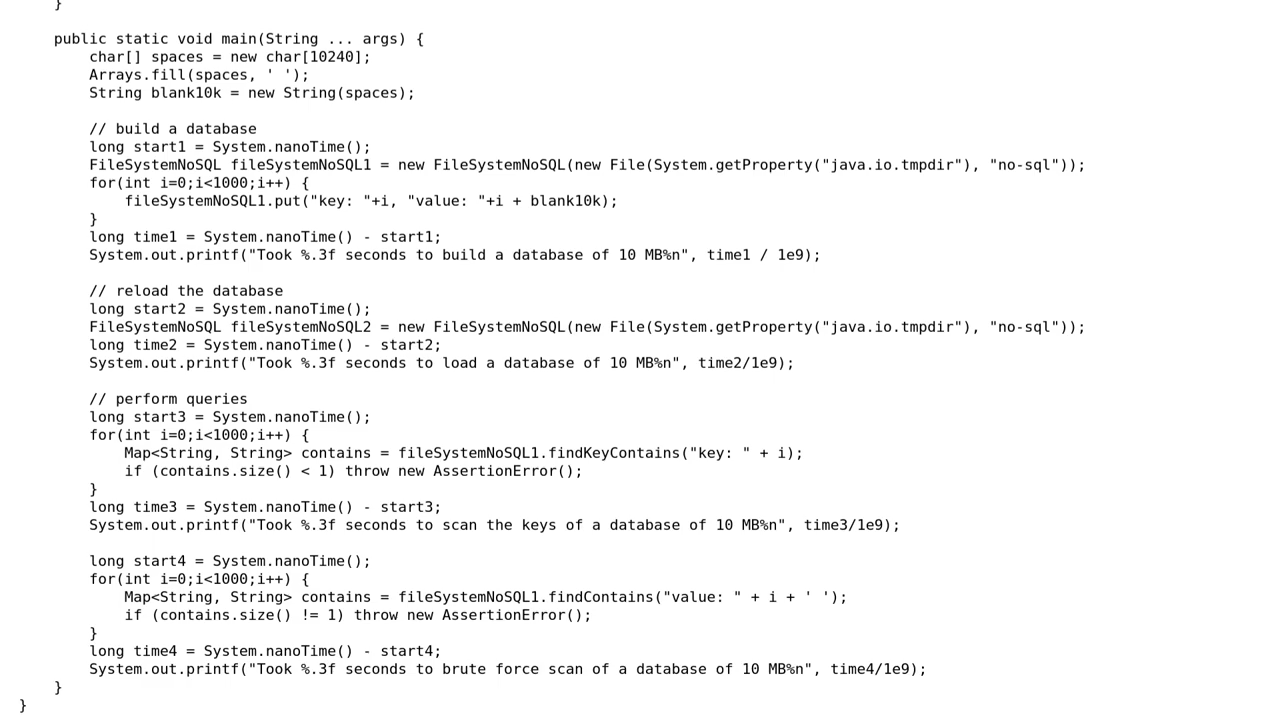 }
public static void main(String ... args) {
char[] spaces = new char[10240];
Arrays.fill(spaces, ' ');
String blank10k = new String(spaces);
// build a database
long start1 = System.nanoTime();
FileSystemNoSQL fileSystemNoSQL1 = new FileSystemNoSQL(new File(System.getProperty("java.io.tmpdir"), "no-sql"));
for(int i=0;i<1000;i++) {
fileSystemNoSQL1.put("key: "+i, "value: "+i + blank10k);
}
long time1 = System.nanoTime() - start1;
System.out.printf("Took %.3f seconds to build a database of 10 MB%n", time1 / 1e9);
// reload the database
long start2 = System.nanoTime();
FileSystemNoSQL fileSystemNoSQL2 = new FileSystemNoSQL(new File(System.getProperty("java.io.tmpdir"), "no-sql"));
long time2 = System.nanoTime() - start2;
System.out.printf("Took %.3f seconds to load a database of 10 MB%n", time2/1e9);
// perform queries
long start3 = System.nanoTime();
for(int i=0;i<1000;i++) {
Map<String, String> contains = fileSystemNoSQL1.findKeyContains("key: " + i);
if (contains.size() < 1) throw new AssertionError();
}
long time3 = System.nanoTime() - start3;
System.out.printf("Took %.3f seconds to scan the keys of a database of 10 MB%n", time3/1e9);
long start4 = System.nanoTime();
for(int i=0;i<1000;i++) {
Map<String, String> contains = fileSystemNoSQL1.findContains("value: " + i + ' ');
if (contains.size() != 1) throw new AssertionError();
}
long time4 = System.nanoTime() - start4;
System.out.printf("Took %.3f seconds to brute force scan of a database of 10 MB%n", time4/1e9);
}
}